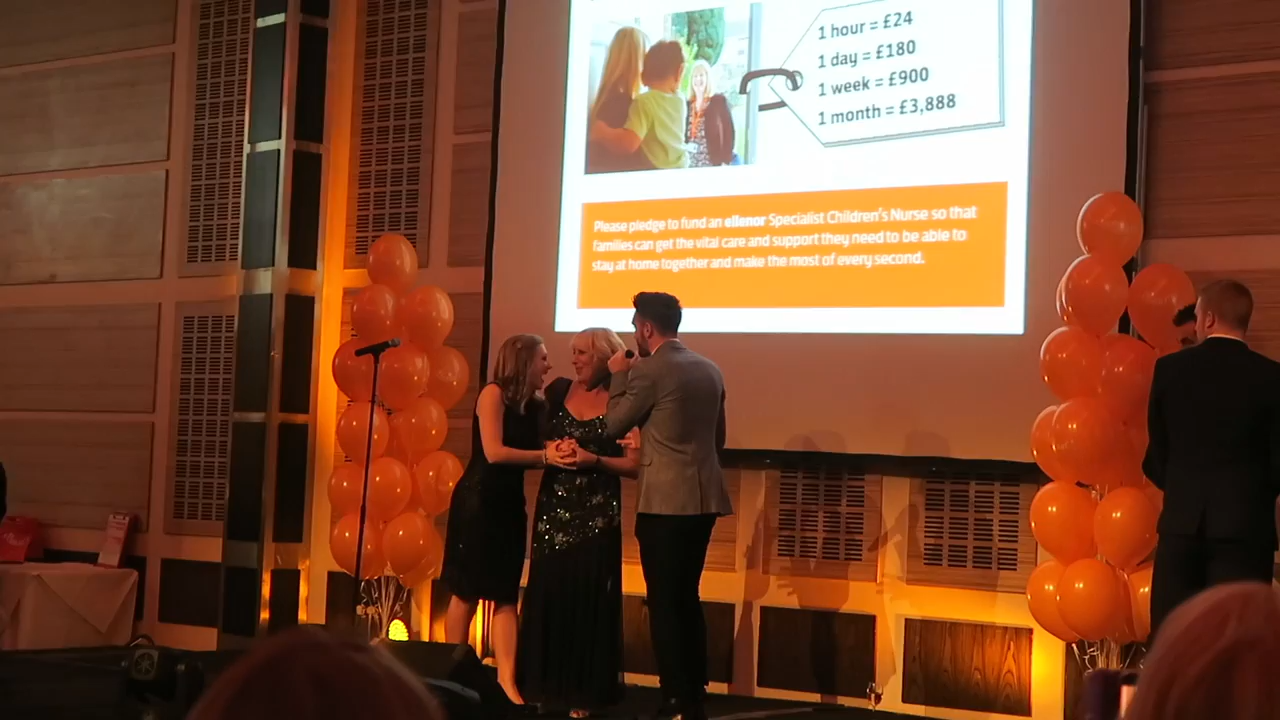 1 hour = £24
1 day = £180
1 week = £900
1 month = £3,888
Please pledge to fund an ellenor Specialist Children's Nurse so that
families can get the vital care and support they need to be able to
stay at home together and make the most of every second.